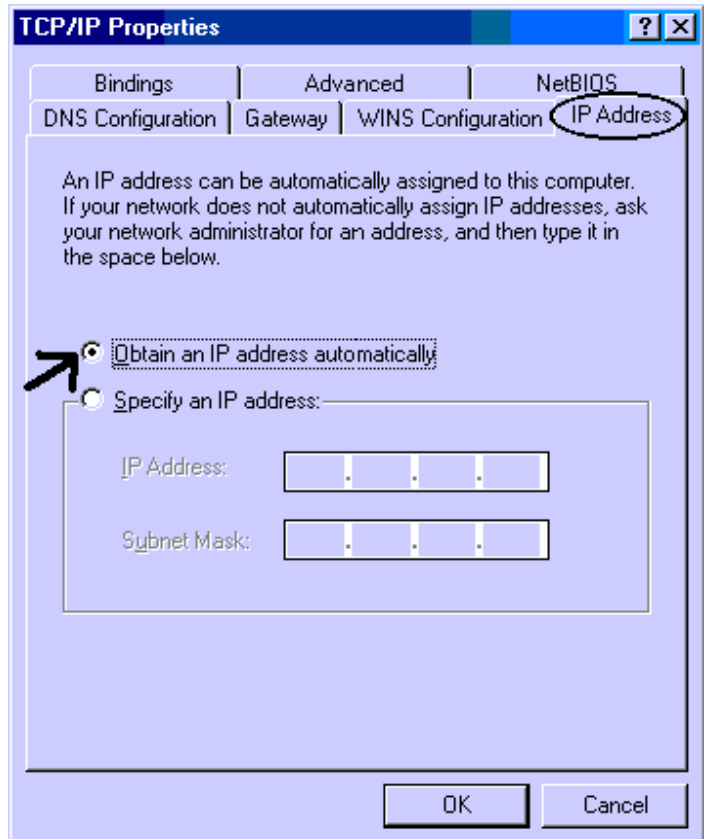 TCP/IP Properties
Bindings Advanced NetBIOS
DNS Configuration Gateway WINS Configuration IP Address
An IP address can be automatically assigned to this computer.
If your network does not automatically assign IP addresses, ask
your network administrator for an address, and then type it in
the space below.
Obtain an IP address automatically
Specify an IP address:
IP Address:
Subnet Mask:
OK Cancel